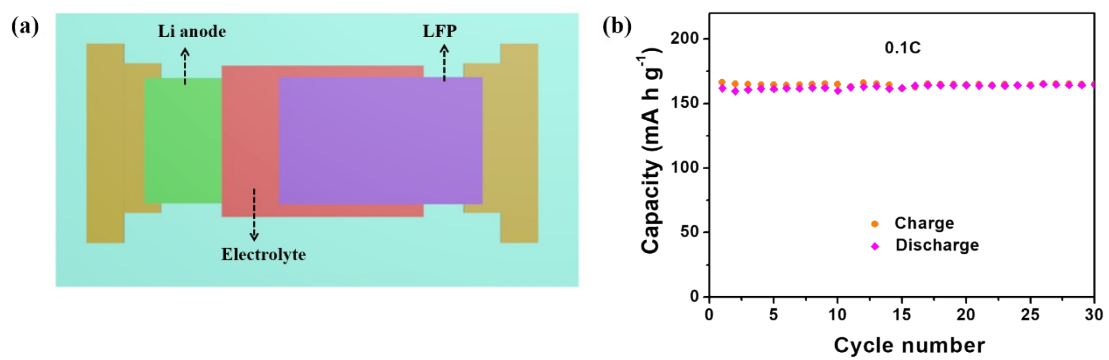 (a)
Li anode
LFP
Electrolyte
(b)
0.1C
Capacity (mA h g⁻¹)
200
150
100
50
0
Charge
Discharge
0 5 10 15 20 25 30
Cycle number